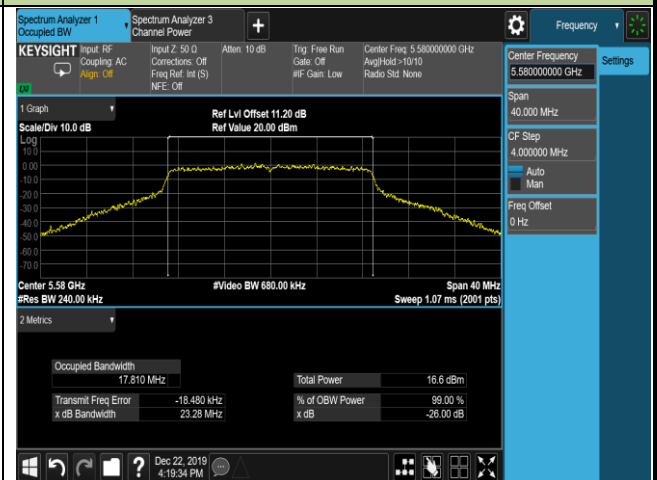 Spectrum Analyzer 1
Occupied BW
Spectrum Analyzer 3
Channel Power
+
Frequency
KEYSIGHT
Input: RF
Coupling: AC
Align: Off
Input Z: 50 Ω
Corrections: Off
Freq Ref: Int (S)
NFE: Off
Atten: 10 dB
Trig: Free Run
Gate: Off
#IF Gain: Low
Center Freq: 5.580000000 GHz
Avg|Hold:>10/10
Radio Std: None
LXI
Center Frequency
5.580000000 GHz
Settings
Span
40.000 MHz
CF Step
4.000000 MHz
Auto
Man
Freq Offset
0 Hz
1 Graph
Scale/Div 10.0 dB
Ref Lvl Offset 11.20 dB
Ref Value 20.00 dBm
Log
10.0
0.00
-10.0
-20.0
-30.0
-40.0
-50.0
-60.0
-70.0
Center 5.58 GHz
#Video BW 680.00 kHz
Span 40 MHz
#Res BW 240.00 kHz
Sweep 1.07 ms (2001 pts)
2 Metrics
Occupied Bandwidth
17.810 MHz
Total Power 16.6 dBm
Transmit Freq Error -18.480 kHz
% of OBW Power 99.00 %
x dB Bandwidth 23.28 MHz
x dB -26.00 dB
?
Dec 22, 2019
4:19:34 PM